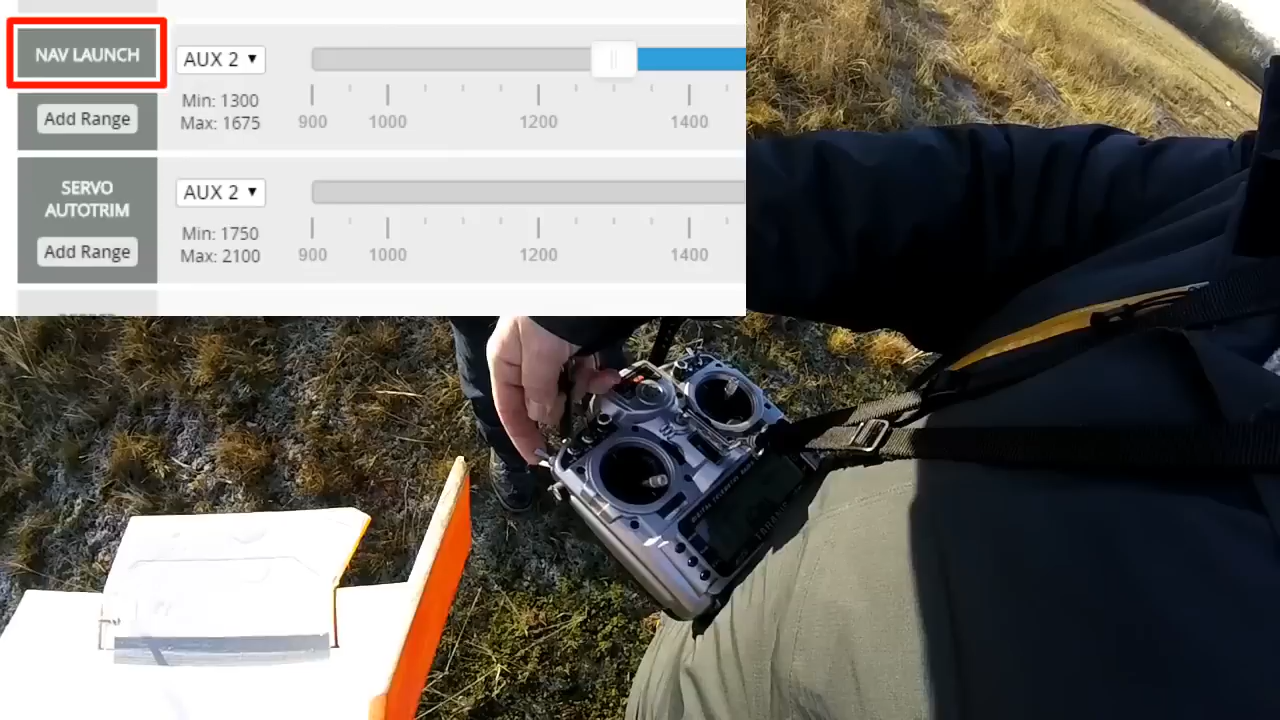 NAV LAUNCH
AUX 2
Min: 1300
Max: 1675
Add Range
900 1000 1200 1400
SERVO
AUTOTRIM
AUX 2
Min: 1750
Max: 2100
Add Range
900 1000 1200 1400
TARANIS